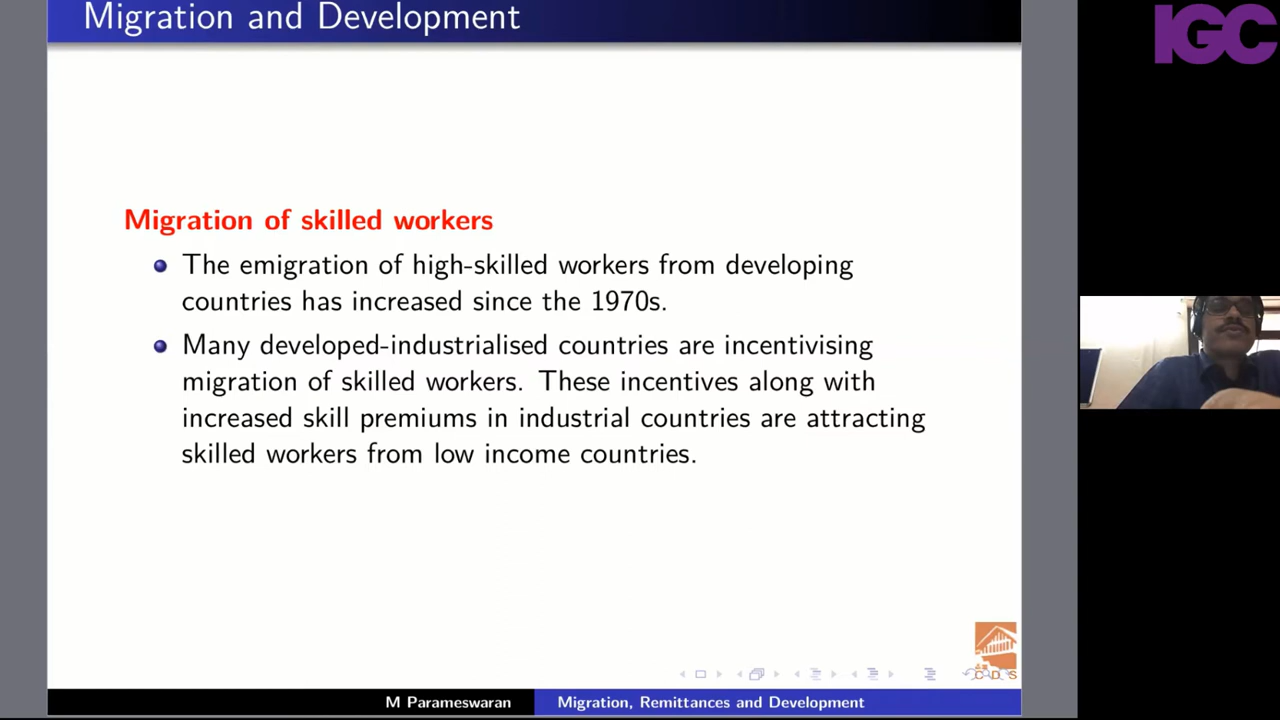 Migration and Development
IGC
Migration of skilled workers
The emigration of high-skilled workers from developing
countries has increased since the 1970s.
Many developed-industrialised countries are incentivising
migration of skilled workers. These incentives along with
increased skill premiums in industrial countries are attracting
skilled workers from low income countries.
C D S
M Parameswaran
Migration, Remittances and Development